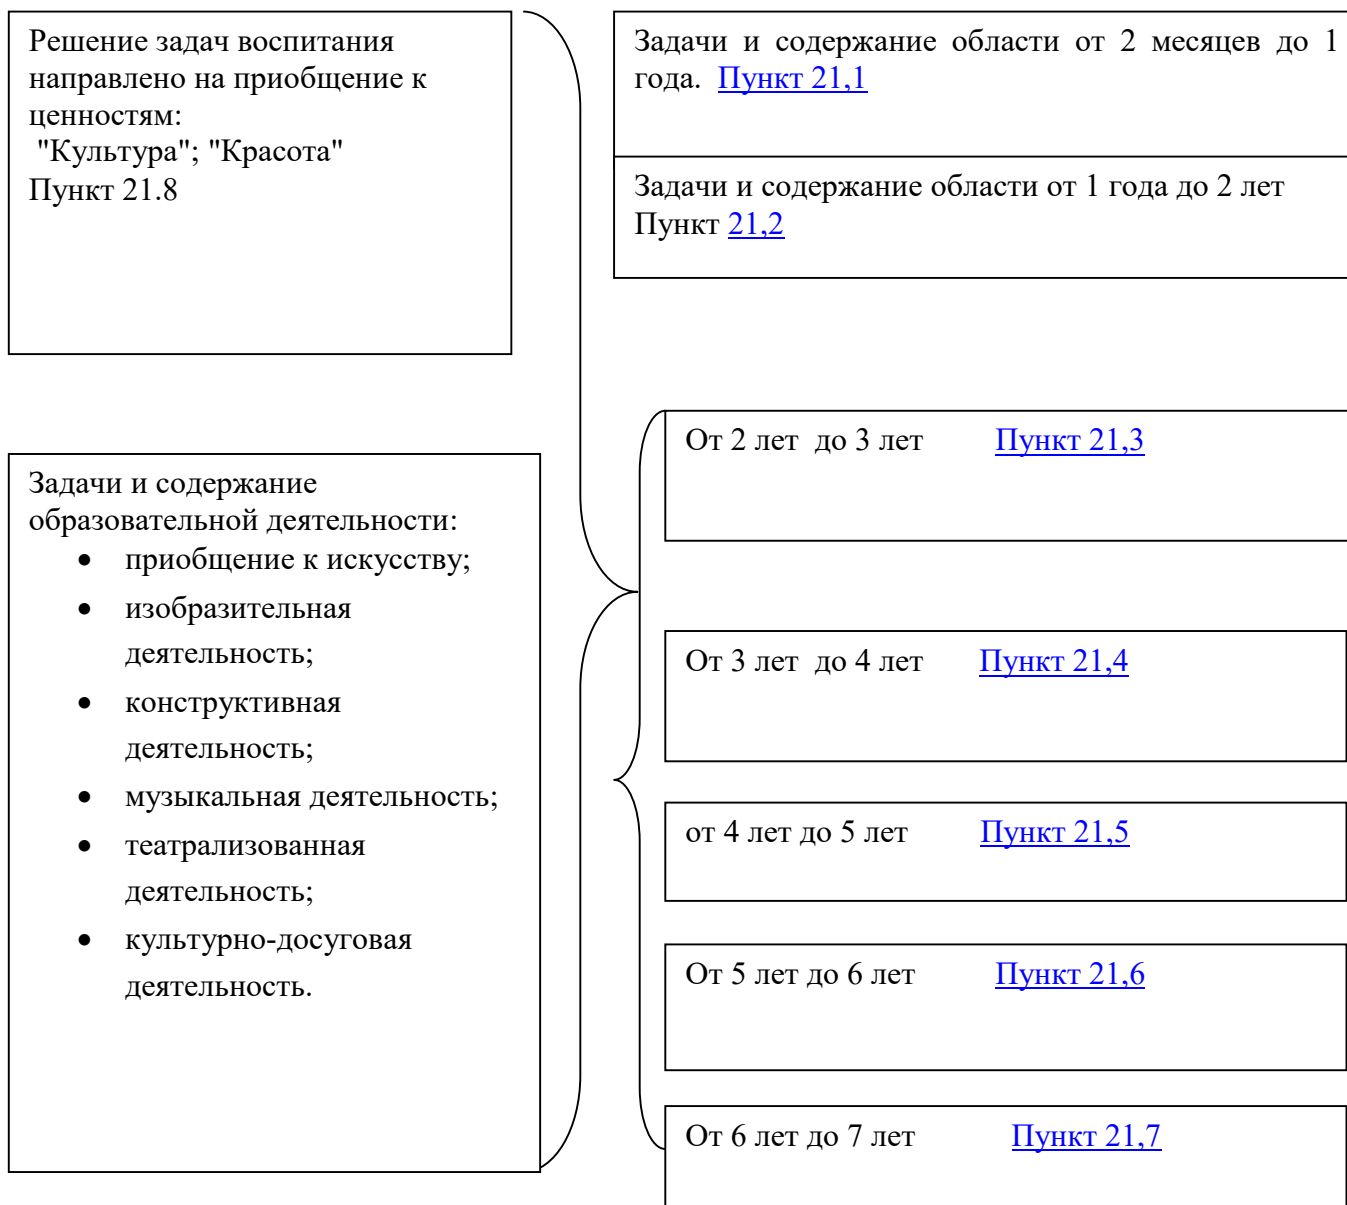 Решение задач воспитания
направлено на приобщение к
ценностям:
"Культура"; "Красота"
Пункт 21.8
Задачи и содержание области от 2 месяцев до 1
года. Пункт 21,1
Задачи и содержание области от 1 года до 2 лет
Пункт 21,2
Задачи и содержание
образовательной деятельности:
• приобщение к искусству;
• изобразительная
деятельность;
• конструктивная
деятельность;
• музыкальная деятельность;
• театрализованная
деятельность;
• культурно-досуговая
деятельность.
От 2 лет до 3 лет Пункт 21,3
От 3 лет до 4 лет Пункт 21,4
от 4 лет до 5 лет Пункт 21,5
От 5 лет до 6 лет Пункт 21,6
От 6 лет до 7 лет Пункт 21,7